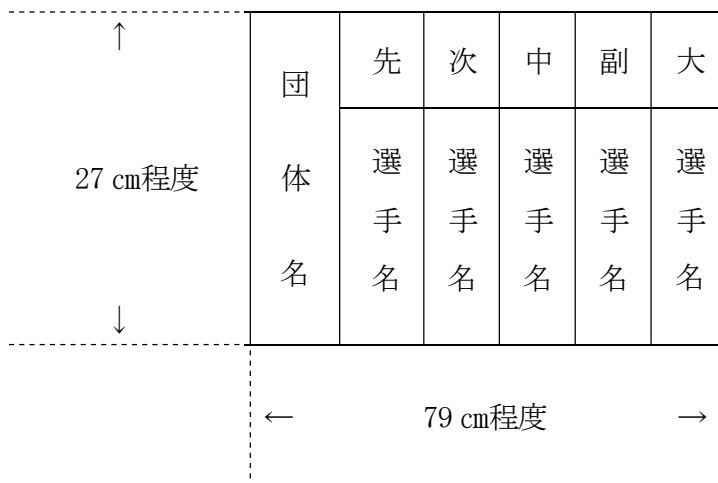 ↑
27 cm程度
↓
団体名
先
選手名
次
選手名
中
選手名
副
選手名
大
選手名
← 79 cm程度 →